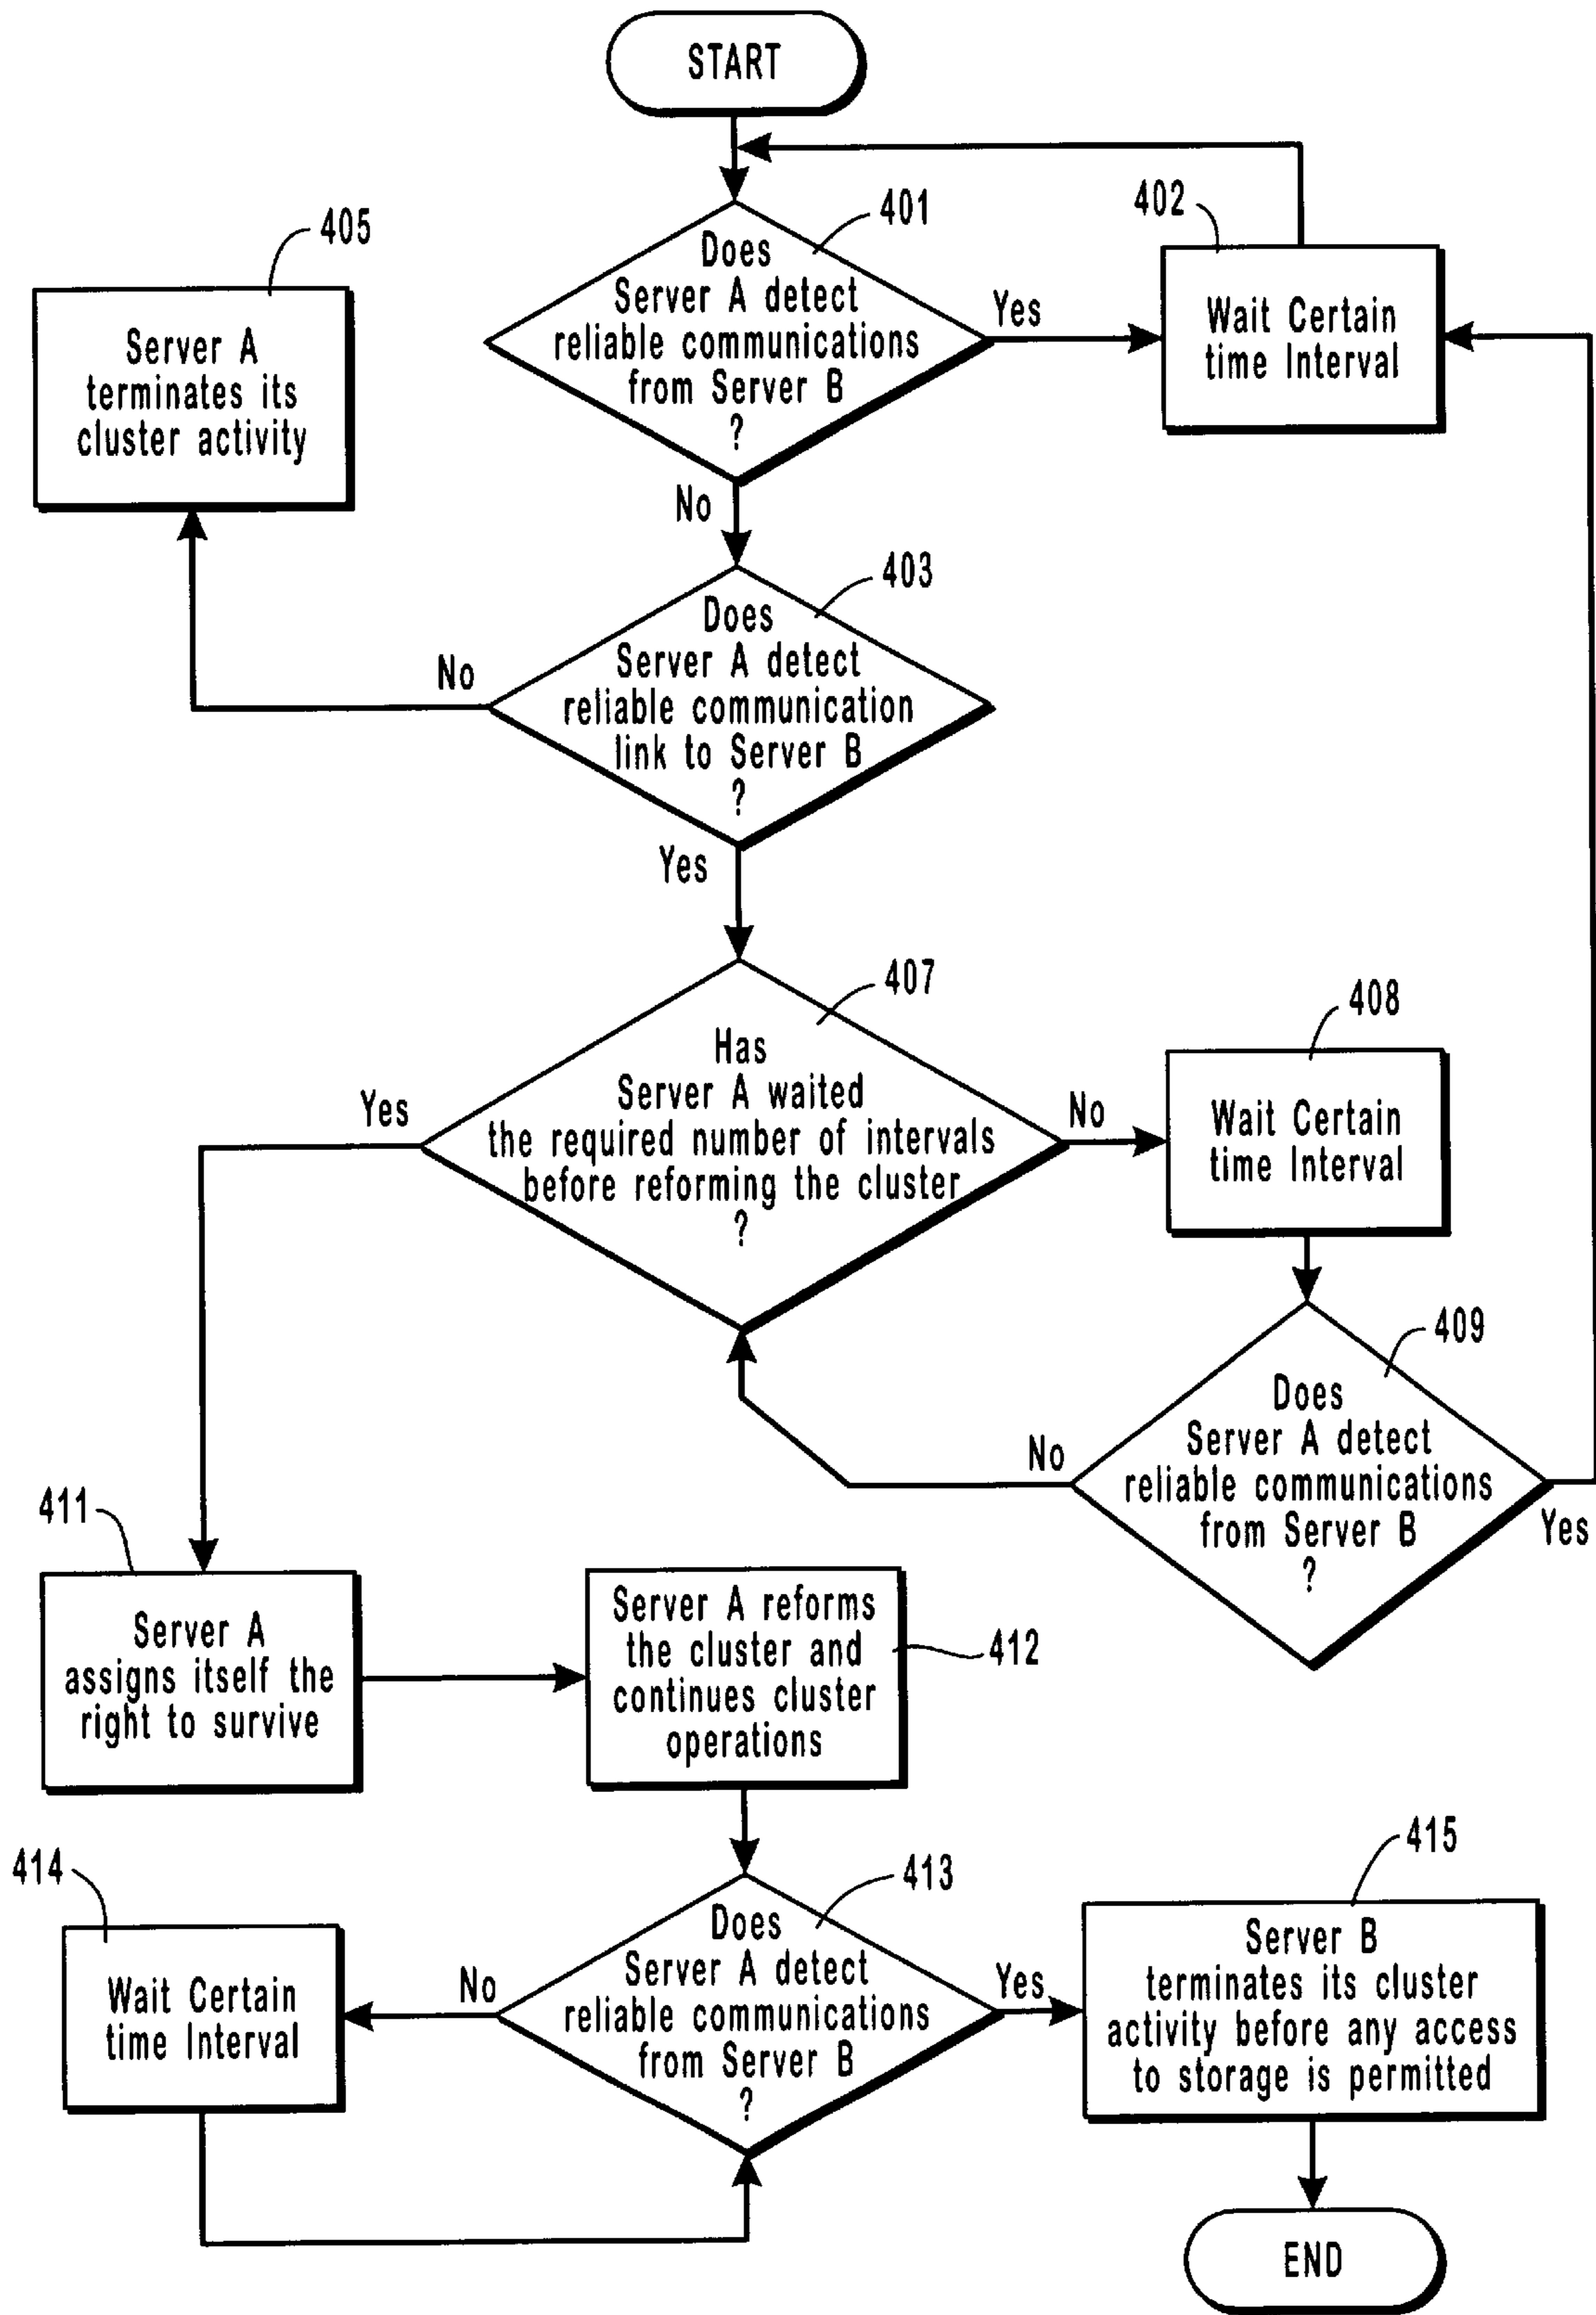 START
401
Does
Server A detect
reliable communications
from Server B
?
Yes
402
Wait Certain
time Interval
405
Server A
terminates its
cluster activity
No
403
Does
Server A detect
reliable communication
link to Server B
?
No
Yes
407
Has
Server A waited
the required number of intervals
before reforming the cluster
?
Yes
No
408
Wait Certain
time Interval
409
Does
Server A detect
reliable communications
from Server B
?
No
Yes
411
Server A
assigns itself the
right to survive
Server A reforms
the cluster and
continues cluster
operations
412
413
Does
Server A detect
reliable communications
from Server B
?
No
Yes
414
Wait Certain
time Interval
415
Server B
terminates its cluster
activity before any access
to storage is permitted
END